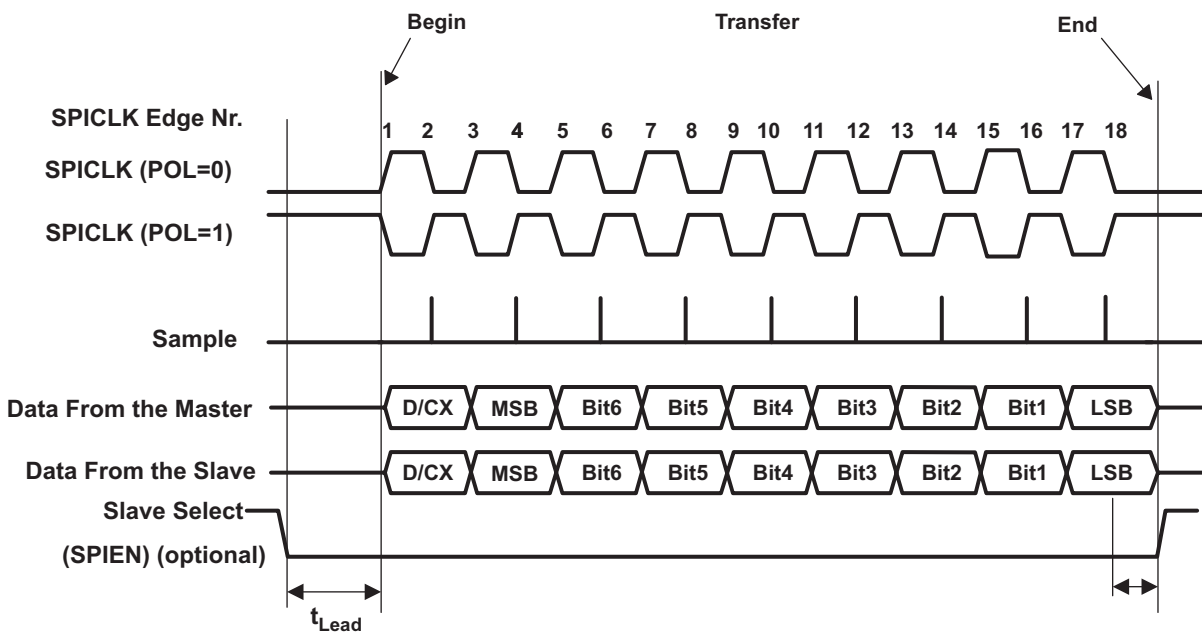 Begin Transfer End
SPICLK Edge Nr.
1 2 3 4 5 6 7 8 9 10 11 12 13 14 15 16 17 18
SPICLK (POL=0)
SPICLK (POL=1)
Sample
Data From the Master D/CX MSB Bit6 Bit5 Bit4 Bit3 Bit2 Bit1 LSB
Data From the Slave D/CX MSB Bit6 Bit5 Bit4 Bit3 Bit2 Bit1 LSB
Slave Select
(SPIEN) (optional)
tLead